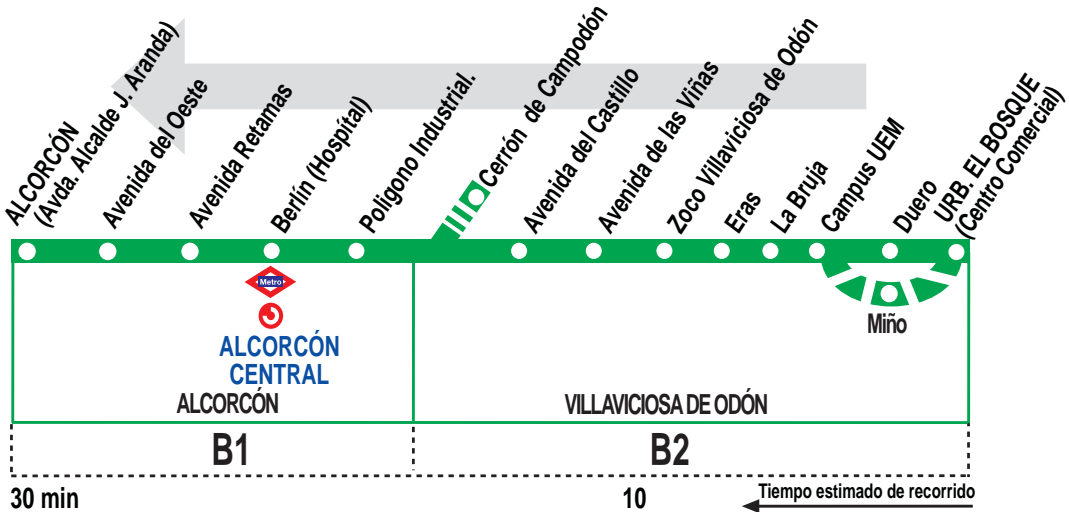 ALCORCÓN
(Avda. Alcalde J. Aranda)
Avenida del Oeste
Avenida Retamas
Berlín (Hospítal)
Poligono Industrial.
Cerrón de Campodón
Avenida del Castillo
Avenida de las Viñas
Zoco Villaviciosa de Odón
Eras
La Bruja
Campus UEM
Duero
URB. EL BOSQUE
(Centro Comercial)
Metro
Miño
ALCORCÓN
CENTRAL
ALCORCÓN
VILLAVICIOSA DE ODÓN
B1
B2
30 min
10
Tiempo estimado de recorrido